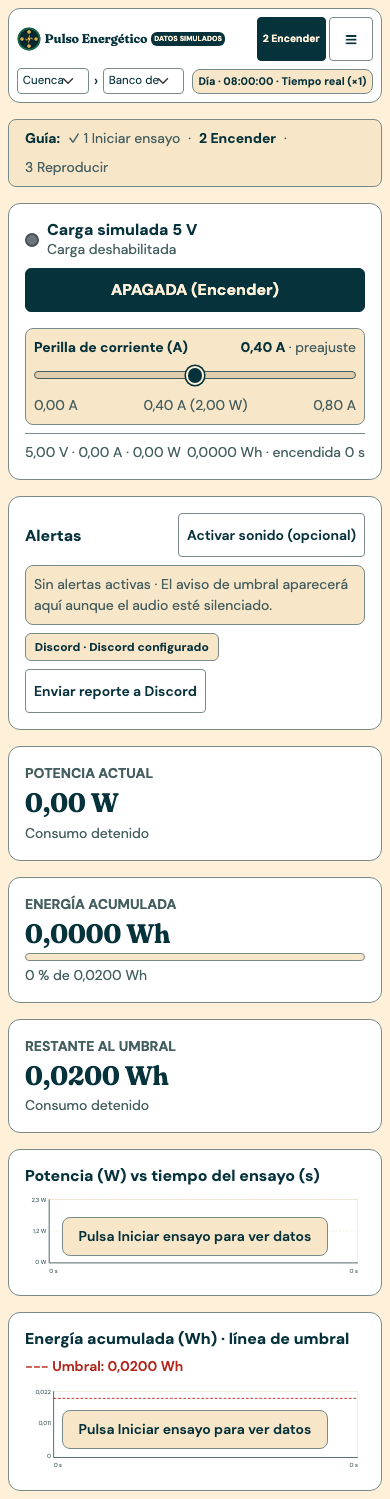 Pulso Energético DATOS SIMULADOS
2 Encender
≡
Cuenca
›
Banco de
Día · 08:00:00 · Tiempo real (×1)
Guía: ✓ 1 Iniciar ensayo · 2 Encender ·
3 Reproducir
Carga simulada 5 V
Carga deshabilitada
APAGADA (Encender)
Perilla de corriente (A) 0,40 A · preajuste
0,00 A 0,40 A (2,00 W) 0,80 A
5,00 V · 0,00 A · 0,00 W 0,0000 Wh · encendida 0 s
Alertas
Activar sonido (opcional)
Sin alertas activas · El aviso de umbral aparecerá
aquí aunque el audio esté silenciado.
Discord · Discord configurado
Enviar reporte a Discord
POTENCIA ACTUAL
0,00 W
Consumo detenido
ENERGÍA ACUMULADA
0,0000 Wh
0 % de 0,0200 Wh
RESTANTE AL UMBRAL
0,0200 Wh
Consumo detenido
Potencia (W) vs tiempo del ensayo (s)
2,3 W
1,2 W
Pulsa Iniciar ensayo para ver datos
0 W
0 s 0 s
Energía acumulada (Wh) · línea de umbral
--- Umbral: 0,0200 Wh
0,022
0,011
Pulsa Iniciar ensayo para ver datos
0
0 s 0 s